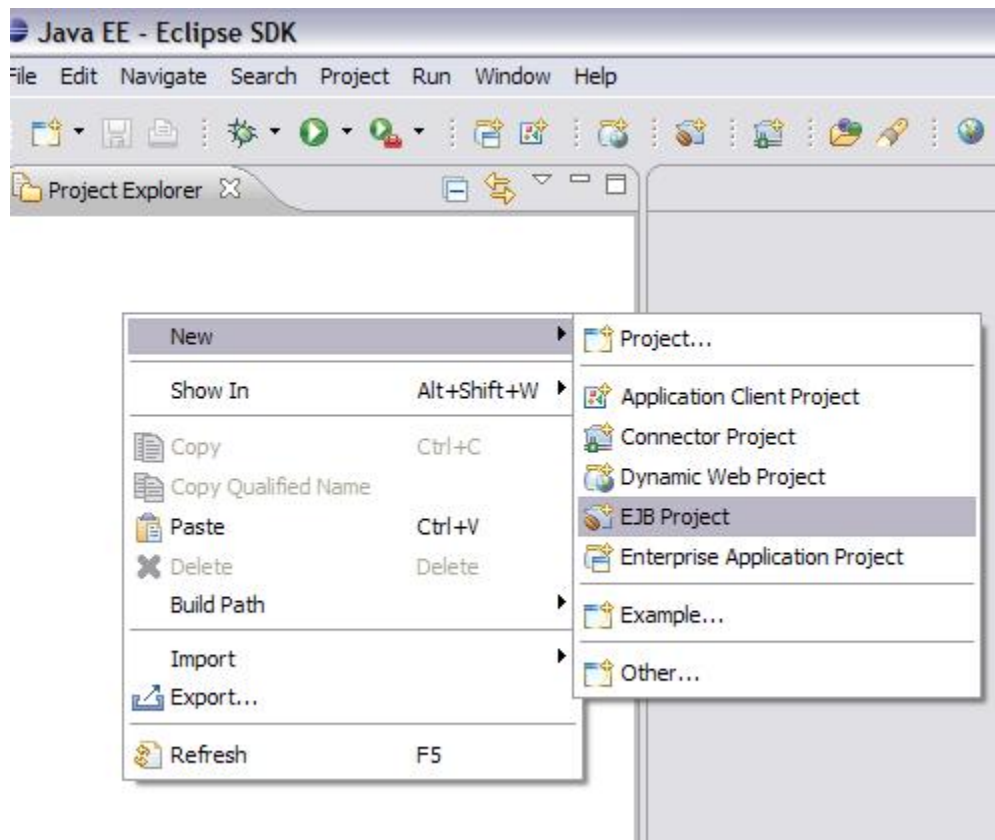 Java EE - Eclipse SDK
File Edit Navigate Search Project Run Window Help
Project Explorer
New
Show In Alt+Shift+W
Copy Ctrl+C
Copy Qualified Name
Paste Ctrl+V
Delete Delete
Build Path
Import
Export...
Refresh F5
Project...
Application Client Project
Connector Project
Dynamic Web Project
EJB Project
Enterprise Application Project
Example...
Other...